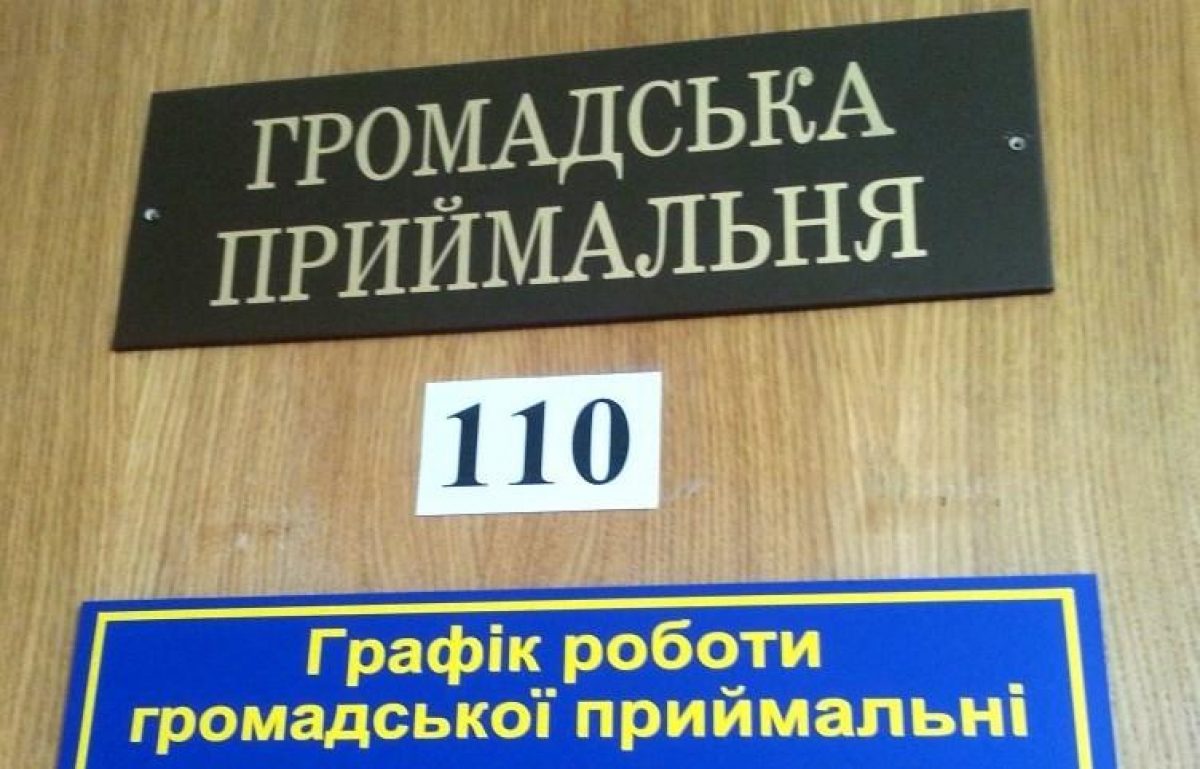 ГРОМАДСЬКА
ПРИЙМАЛЬНЯ
110
Графік роботи
громадської приймальні